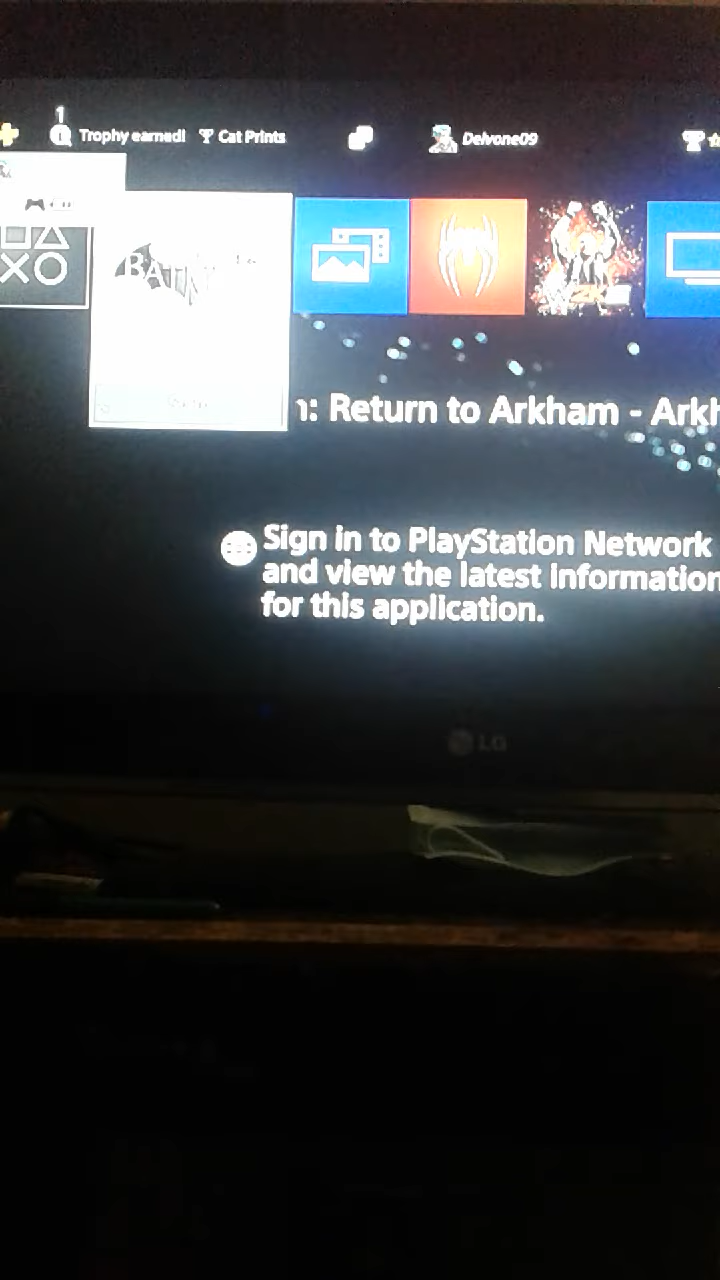 1
Trophy earned! Cat Prints
Delvone09
BATM
2K
n: Return to Arkham - Arkh
Sign in to PlayStation Network
and view the latest information
for this application.
LG